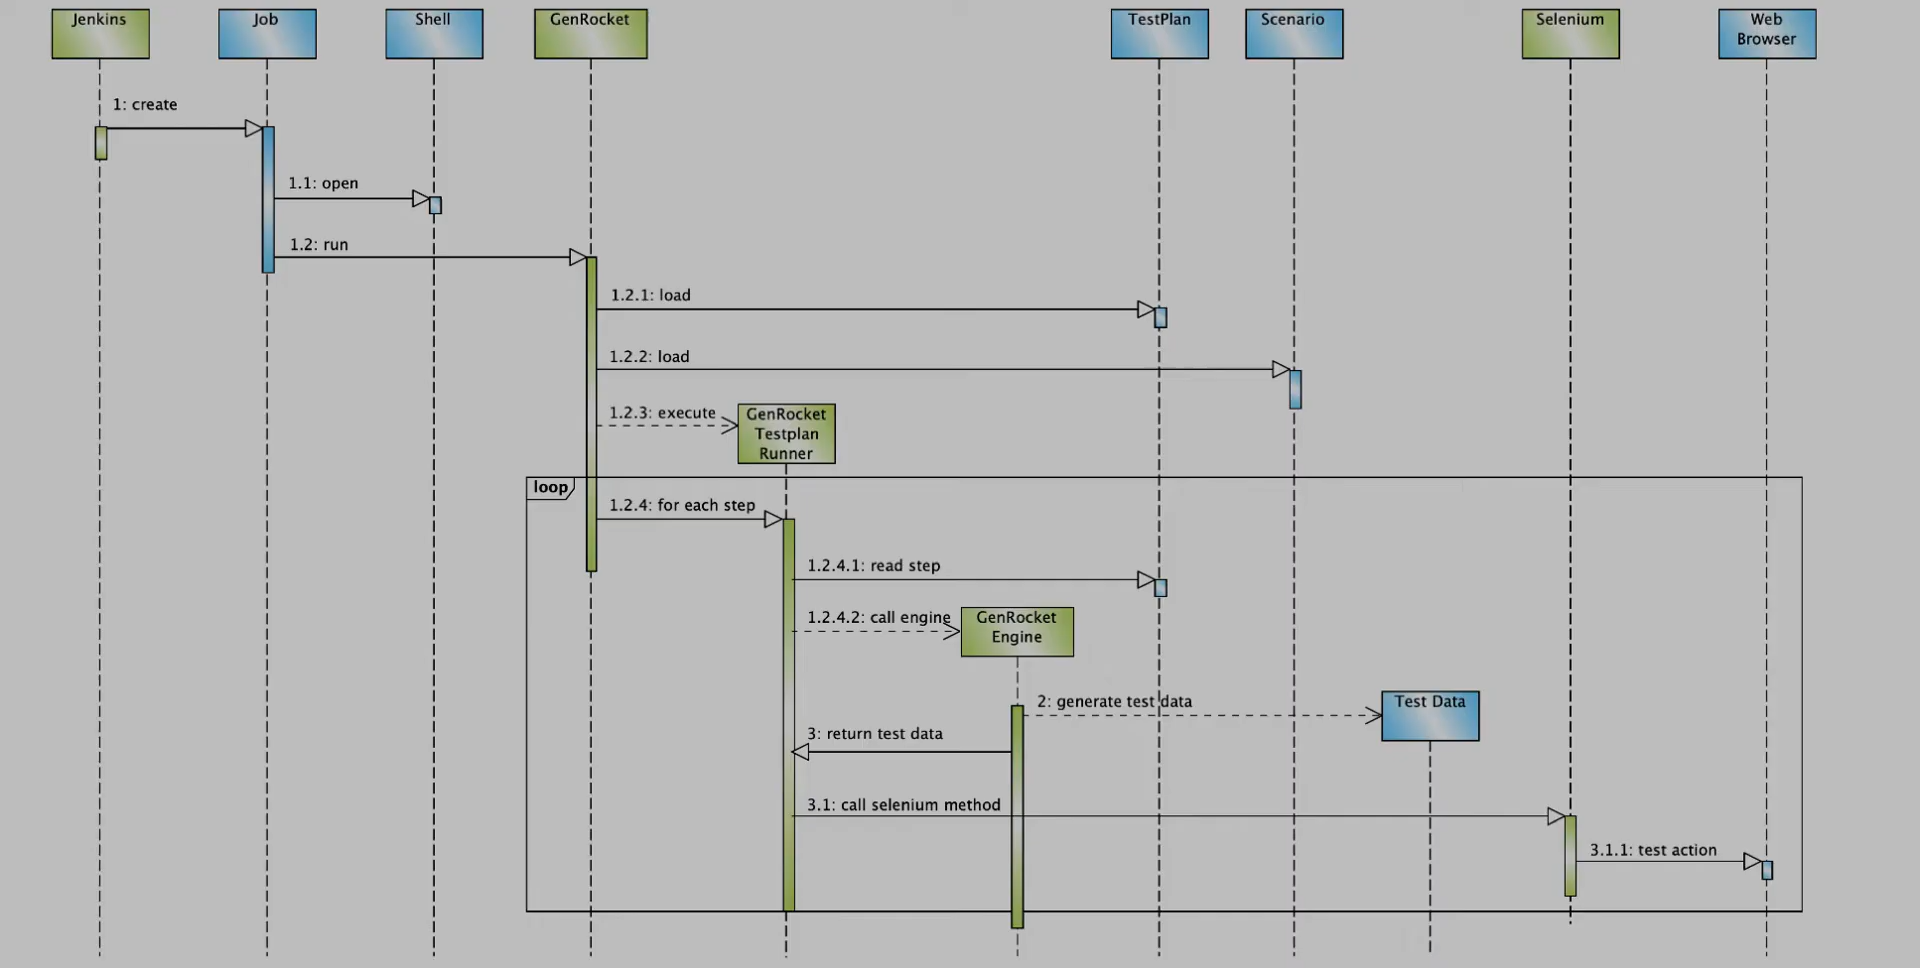 Jenkins
Job
Shell
GenRocket
TestPlan
Scenario
Selenium
Web
Browser
1: create
1.1: open
1.2: run
1.2.1: load
1.2.2: load
1.2.3: execute
GenRocket
Testplan
Runner
loop
1.2.4: for each step
1.2.4.1: read step
1.2.4.2: call engine
GenRocket
Engine
2: generate test data
Test Data
3: return test data
3.1: call selenium method
3.1.1: test action